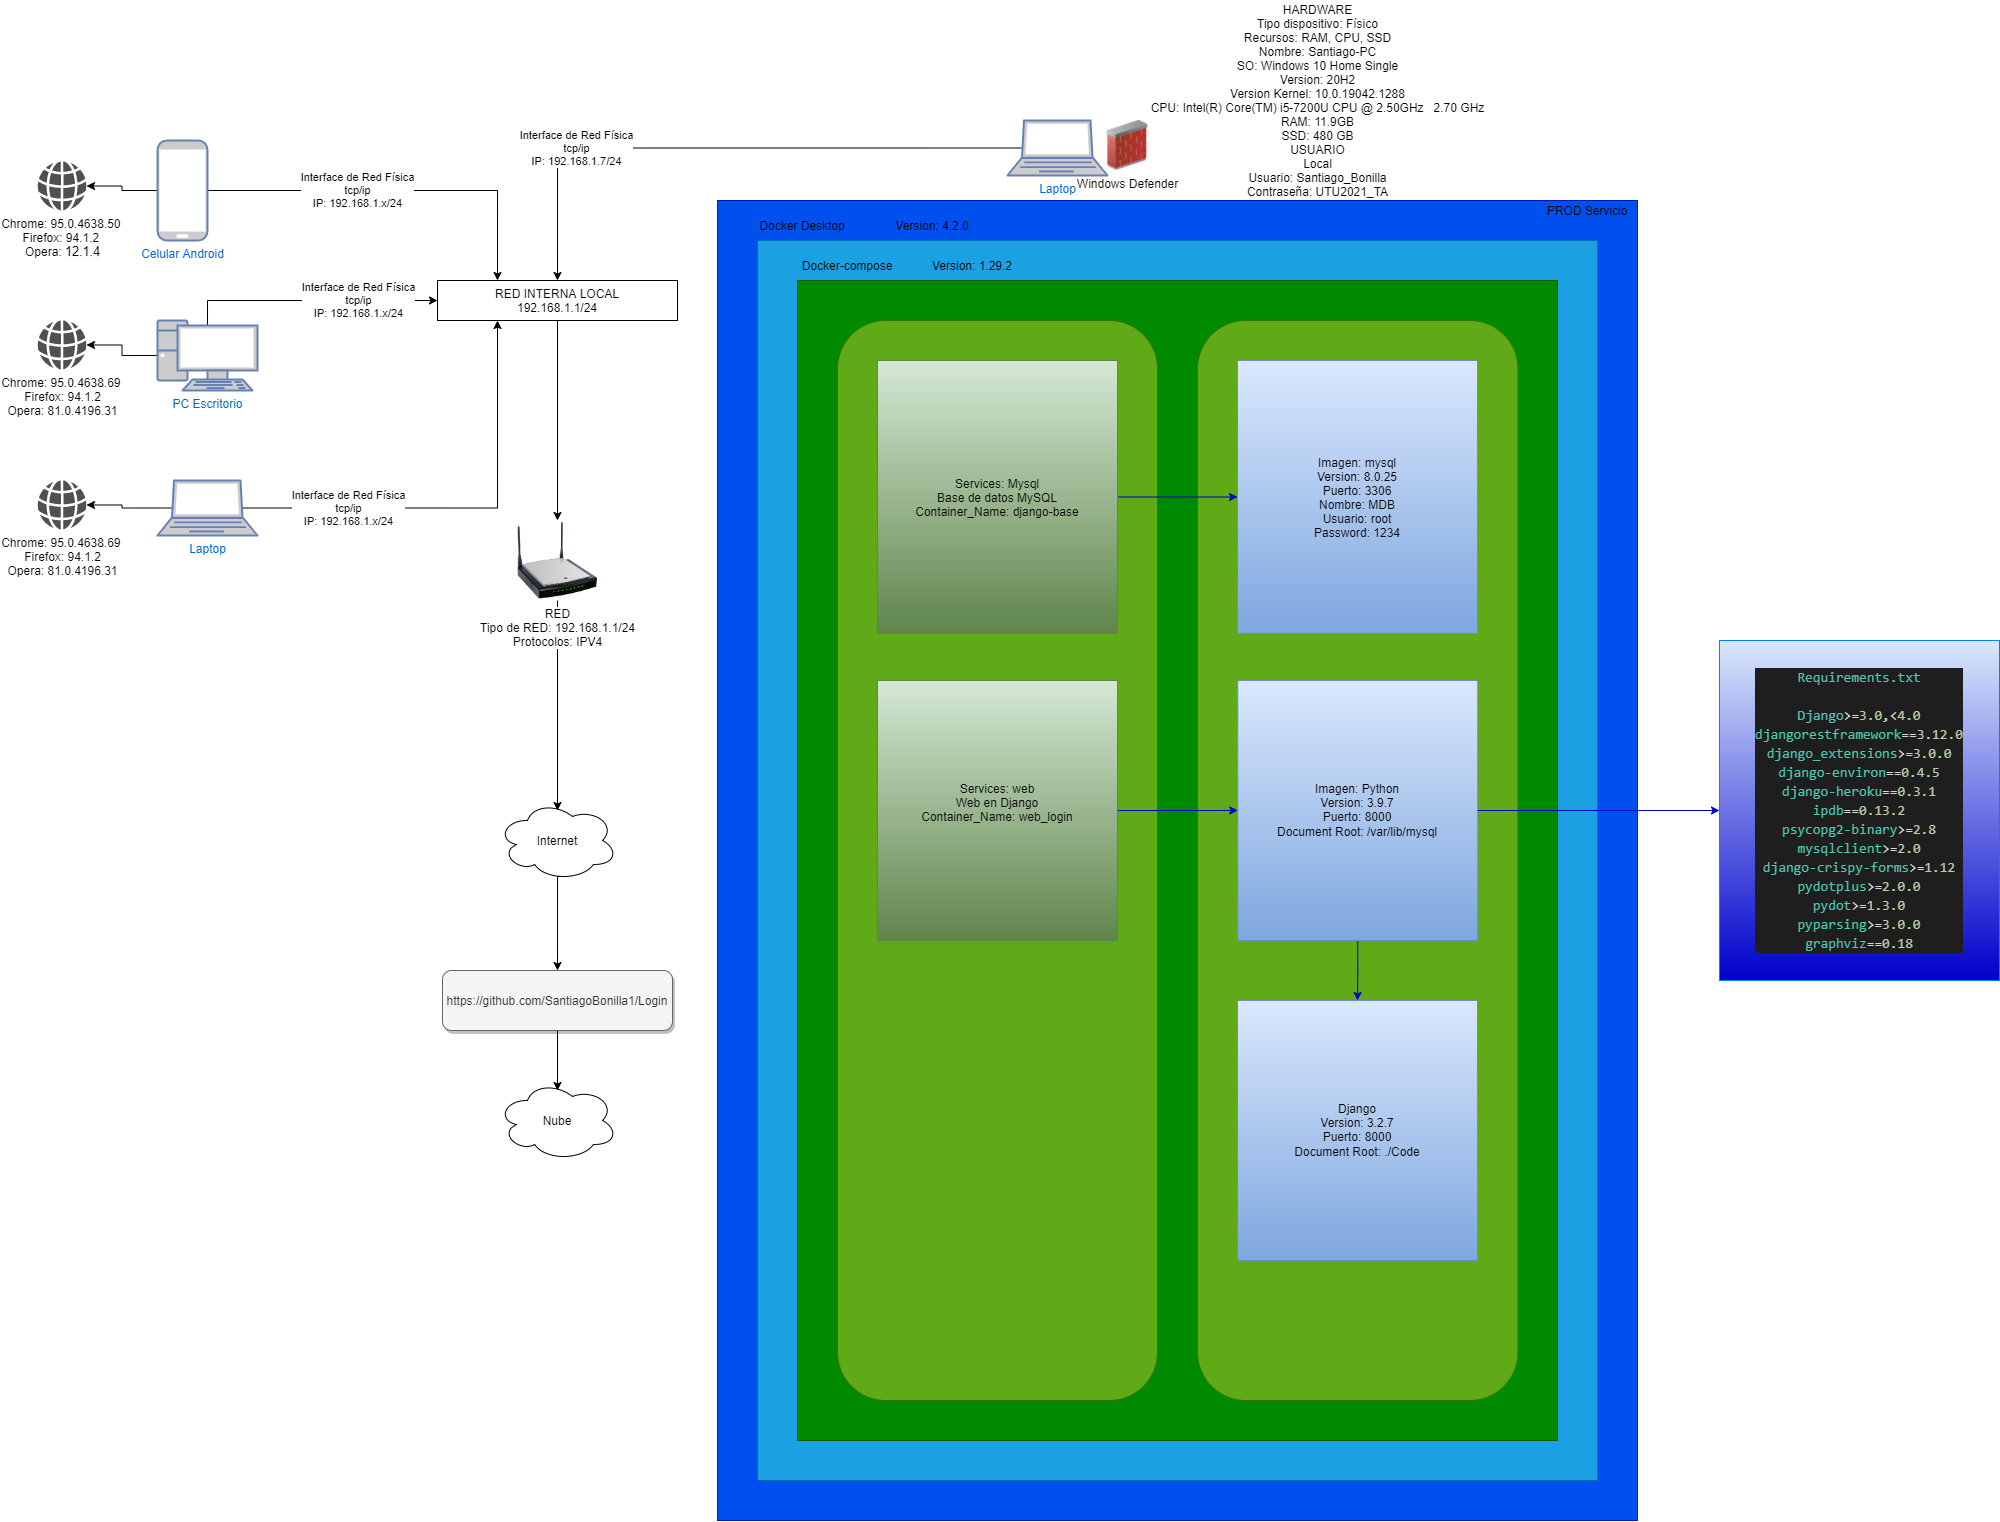 HARDWARE
Tipo dispositivo: Físico
Recursos: RAM, CPU, SSD
Nombre: Santiago-PC
SO: Windows 10 Home Single
Version: 20H2
Version Kernel: 10.0.19042.1288
CPU: Intel(R) Core(TM) i5-7200U CPU @ 2.50GHz 2.70 GHz
RAM: 11.9GB
SSD: 480 GB
USUARIO
Local
Usuario: Santiago_Bonilla
Contraseña: UTU2021_TA
Laptop
Windows Defender
Interface de Red Física
tcp/ip
IP: 192.168.1.7/24
Interface de Red Física
tcp/ip
IP: 192.168.1.x/24
Chrome: 95.0.4638.50
Firefox: 94.1.2
Opera: 12.1.4
Celular Android
Interface de Red Física
tcp/ip
IP: 192.168.1.x/24
RED INTERNA LOCAL
192.168.1.1/24
Chrome: 95.0.4638.69
Firefox: 94.1.2
Opera: 81.0.4196.31
PC Escritorio
Interface de Red Física
tcp/ip
IP: 192.168.1.x/24
Chrome: 95.0.4638.69
Firefox: 94.1.2
Opera: 81.0.4196.31
Laptop
RED
Tipo de RED: 192.168.1.1/24
Protocolos: IPV4
Internet
https://github.com/SantiagoBonilla1/Login
Nube
PROD Servicio
Docker Desktop Version: 4.2.0
Docker-compose Version: 1.29.2
Services: Mysql
Base de datos MySQL
Container_Name: django-base
Imagen: mysql
Version: 8.0.25
Puerto: 3306
Nombre: MDB
Usuario: root
Password: 1234
Services: web
Web en Django
Container_Name: web_login
Imagen: Python
Version: 3.9.7
Puerto: 8000
Document Root: /var/lib/mysql
Django
Version: 3.2.7
Puerto: 8000
Document Root: ./Code
Requirements.txt
Django>=3.0,<4.0
djangorestframework==3.12.0
django_extensions>=3.0.0
django-environ==0.4.5
django-heroku==0.3.1
ipdb==0.13.2
psycopg2-binary>=2.8
mysqlclient>=2.0
django-crispy-forms>=1.12
pydotplus>=2.0.0
pydot>=1.3.0
pyparsing>=3.0.0
graphviz==0.18